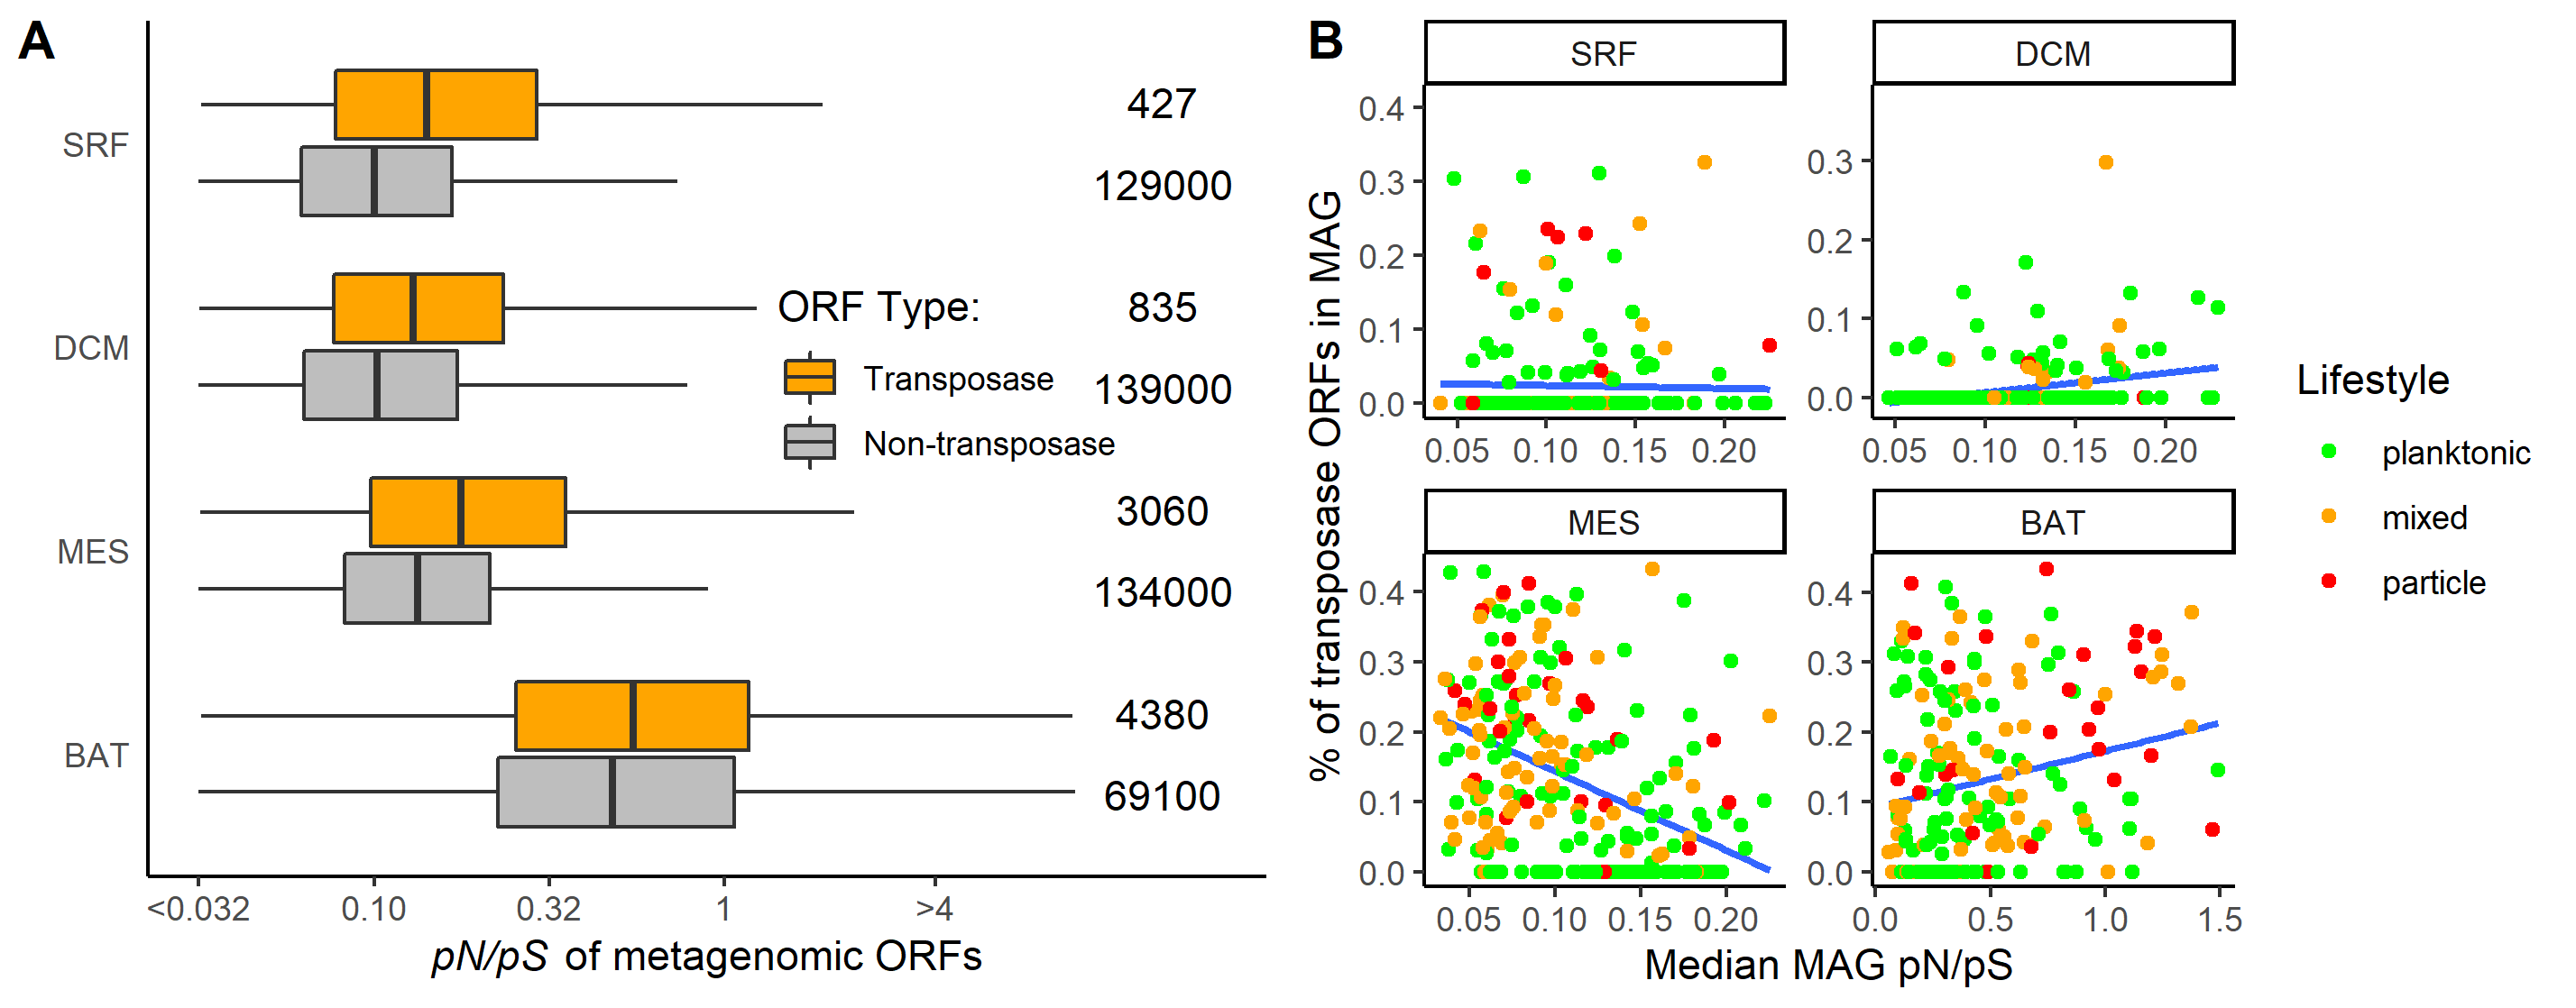 A
SRF
427
129000
DCM
835
139000
ORF Type:
Transposase
Non-transposase
MES
3060
134000
BAT
4380
69100
<0.032 0.10 0.32 1 >4
pN/pS of metagenomic ORFs
B
% of transposase ORFs in MAG
SRF
0.4
0.3
0.2
0.1
0.0
0.05 0.10 0.15 0.20
DCM
0.3
0.2
0.1
0.0
0.05 0.10 0.15 0.20
MES
0.4
0.3
0.2
0.1
0.0
0.05 0.10 0.15 0.20
BAT
0.4
0.3
0.2
0.1
0.0
0.0 0.5 1.0 1.5
Median MAG pN/pS
Lifestyle
planktonic
mixed
particle